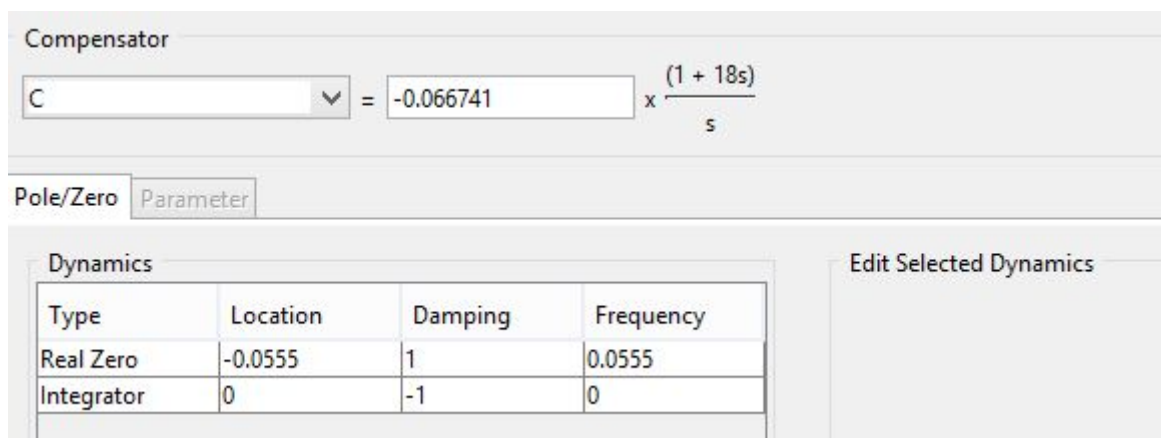 Compensator
C = -0.066741 x (1 + 18s)
s
Pole/Zero Parameter
Dynamics Edit Selected Dynamics
Type Location Damping Frequency
Real Zero -0.0555 1 0.0555
Integrator 0 -1 0